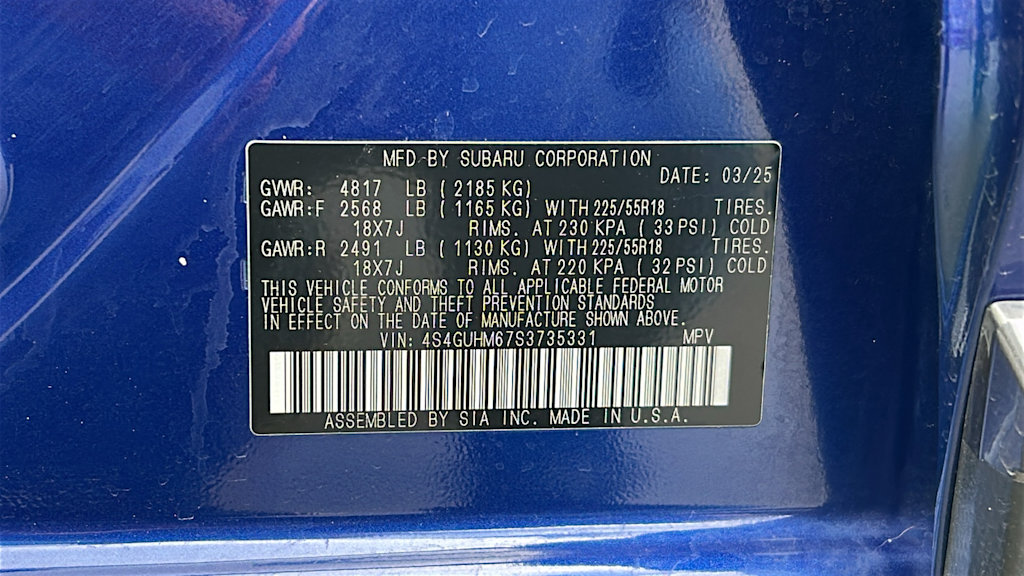 MFD BY SUBARU CORPORATION
DATE: 03/25
GVWR: 4817 LB ( 2185 KG)
GAWR:F 2568 LB ( 1165 KG) WITH 225/55R18 TIRES.
18X7J RIMS. AT 230 KPA ( 33 PSI) COLD
GAWR:R 2491 LB ( 1130 KG) WITH 225/55R18 TIRES.
18X7J RIMS. AT 220 KPA ( 32 PSI) COLD
THIS VEHICLE CONFORMS TO ALL APPLICABLE FEDERAL MOTOR
VEHICLE SAFETY AND THEFT PREVENTION STANDARDS
IN EFFECT ON THE DATE OF MANUFACTURE SHOWN ABOVE.
VIN: 4S4GUHM67S3735331 MPV
ASSEMBLED BY SIA INC. MADE IN U.S.A.